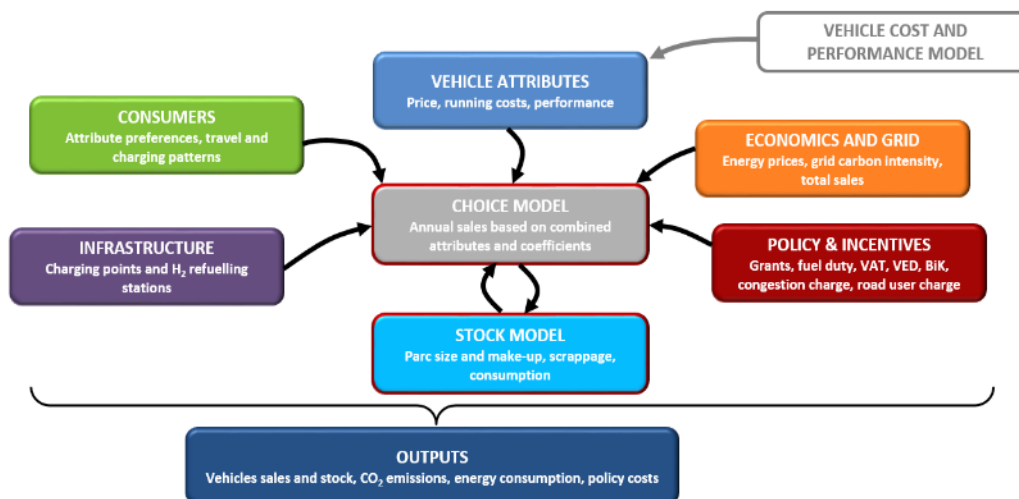 VEHICLE COST AND
PERFORMANCE MODEL
VEHICLE ATTRIBUTES
Price, running costs, performance
CONSUMERS
Attribute preferences, travel and
charging patterns
ECONOMICS AND GRID
Energy prices, grid carbon intensity,
total sales
CHOICE MODEL
Annual sales based on combined
attributes and coefficients
INFRASTRUCTURE
Charging points and H₂ refuelling
stations
POLICY & INCENTIVES
Grants, fuel duty, VAT, VED, BiK,
congestion charge, road user charge
STOCK MODEL
Parc size and make-up, scrappage,
consumption
OUTPUTS
Vehicles sales and stock, CO₂ emissions, energy consumption, policy costs